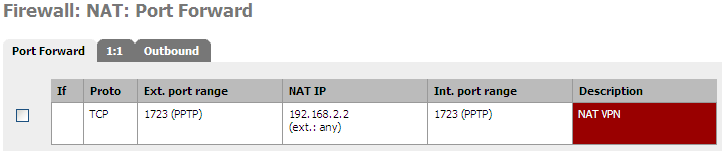 Firewall: NAT: Port Forward
Port Forward 1:1 Outbound
If Proto Ext. port range NAT IP Int. port range Description
TCP 1723 (PPTP) 192.168.2.2 1723 (PPTP) NAT VPN
(ext.: any)